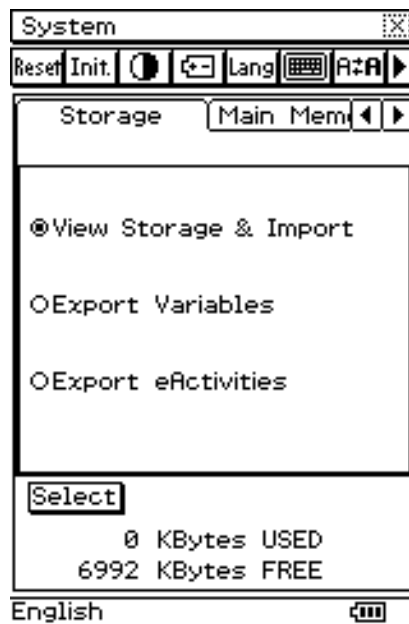 System
Reset Init. Lang A‡A
Storage Main Mem
View Storage & Import
Export Variables
Export eActivities
Select
0 KBytes USED
6992 KBytes FREE
English